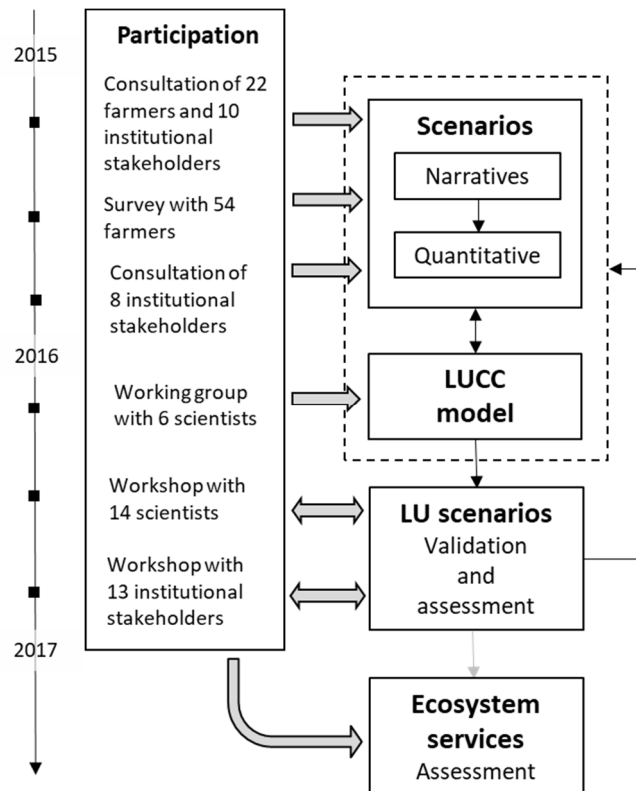 2015
2016
2017
Participation
Consultation of 22
farmers and 10
institutional
stakeholders
Survey with 54
farmers
Consultation of
8 institutional
stakeholders
Working group
with 6 scientists
Workshop with
14 scientists
Workshop with
13 institutional
stakeholders
Scenarios
Narratives
Quantitative
LUCC
model
LU scenarios
Validation
and
assessment
Ecosystem
services
Assessment